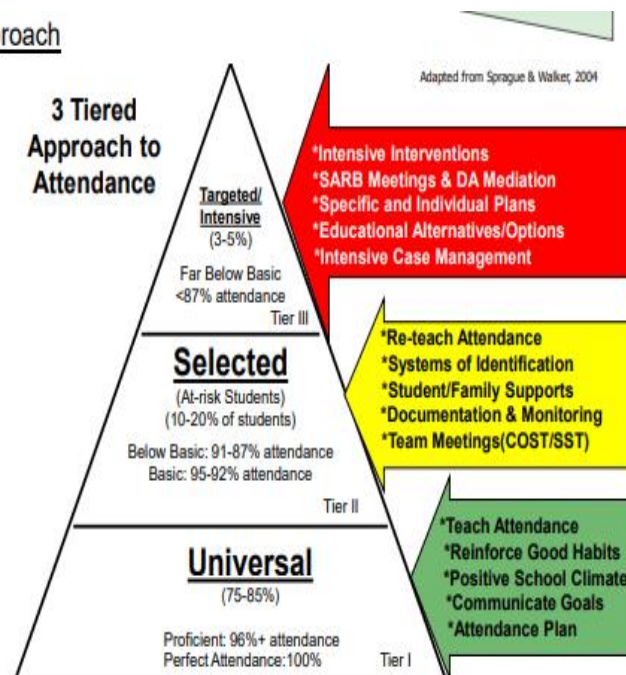 roach
Adapted from Sprague & Walker, 2004
3 Tiered
Approach to
Attendance
Targeted/
Intensive
(3-5%)
Far Below Basic
<87% attendance
Tier III
*Intensive Interventions
*SARB Meetings & DA Mediation
*Specific and Individual Plans
*Educational Alternatives/Options
*Intensive Case Management
Selected
(At-risk Students)
(10-20% of students)
Below Basic: 91-87% attendance
Basic: 95-92% attendance
Tier II
*Re-teach Attendance
*Systems of Identification
*Student/Family Supports
*Documentation & Monitoring
*Team Meetings(COST/SST)
Universal
(75-85%)
Proficient: 96%+ attendance
Perfect Attendance:100%
Tier I
*Teach Attendance
*Reinforce Good Habits
*Positive School Climate
*Communicate Goals
*Attendance Plan